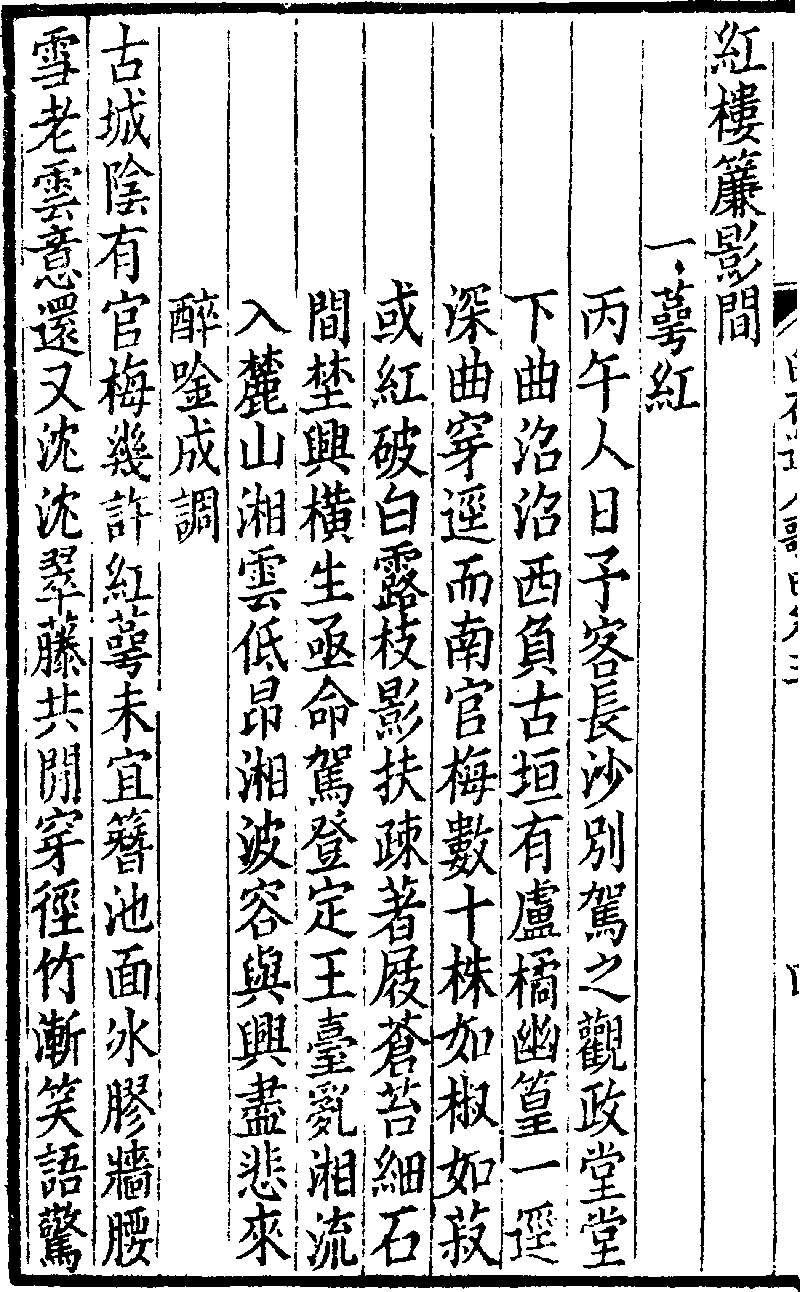 紅樓簾影間
一萼紅
丙午人日予客長沙別駕之觀政堂堂
下曲沼沼西負古垣有盧橘幽篁一逕
深曲穿逕而南官梅數十株如椒如菽
或紅破白露枝影扶疎著屐蒼苔細石
間埜興橫生亟命駕登定王臺亂湘流
入麓山湘雲低昂湘波容與興盡悲來
醉唫成調
古城陰有官梅幾許紅萼未宜簪池面冰膠牆腰
雪老雲意還又沈沈翠藤共閒穿徑竹漸笑語驚